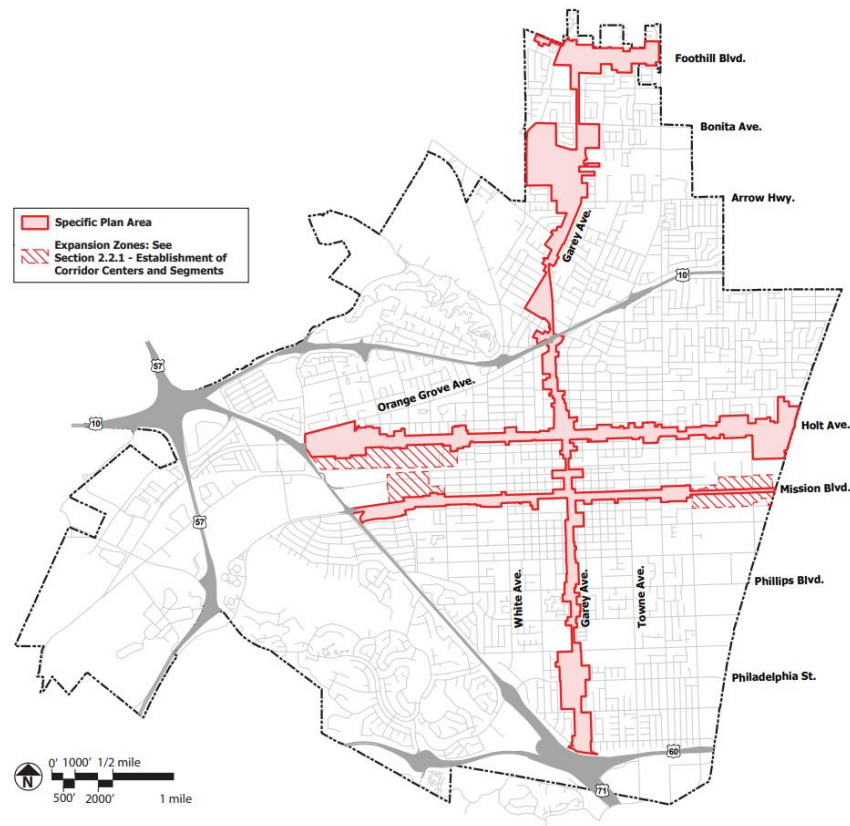 Foothill Blvd.
Bonita Ave.
Arrow Hwy.
Specific Plan Area
Expansion Zones: See
Section 2.2.1 - Establishment of
Corridor Centers and Segments
Garey Ave.
10
57
Orange Grove Ave.
10
Holt Ave.
Mission Blvd.
57
White Ave.
Garey Ave.
Towne Ave.
Phillips Blvd.
Philadelphia St.
60
71
N
0' 1000' 1/2 mile
500' 2000' 1 mile